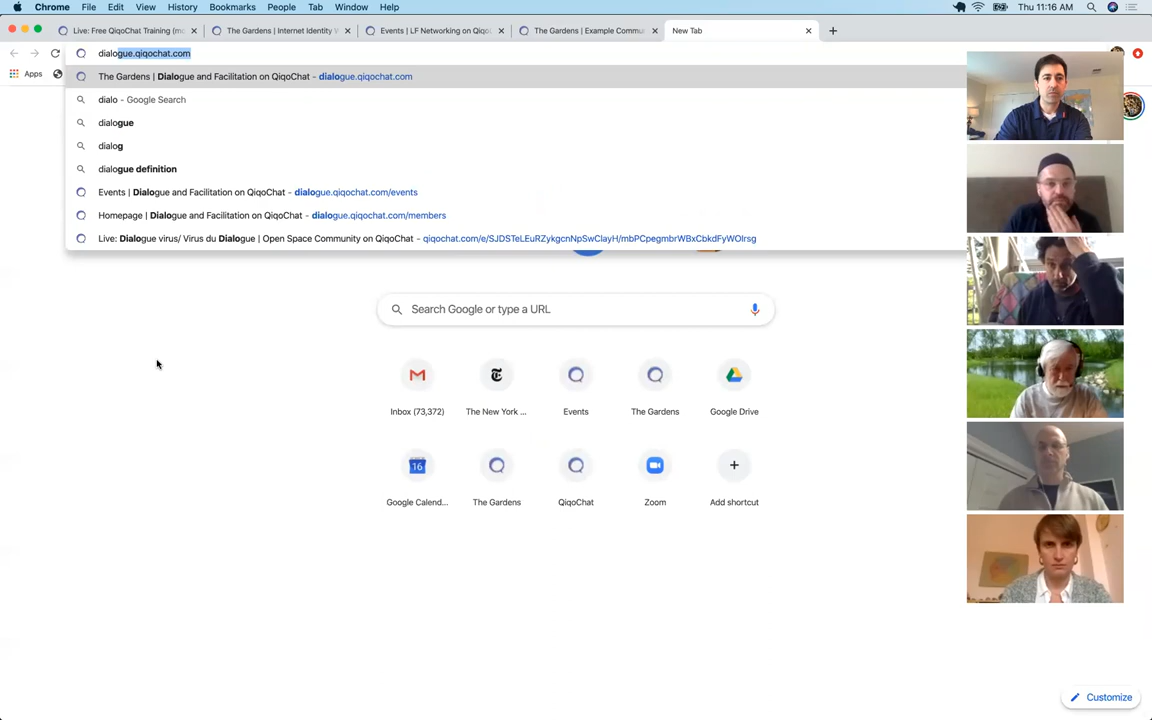 Chrome File Edit View History Bookmarks People Tab Window Help Thu 11:16 AM
Live: Free QiqoChat Training (mo The Gardens | Internet Identity W Events | LF Networking on Qiqo The Gardens | Example Commu New Tab
dialogue.qiqochat.com
Apps
The Gardens | Dialogue and Facilitation on QiqoChat - dialogue.qiqochat.com
dialo - Google Search
dialogue
dialog
dialogue definition
Events | Dialogue and Facilitation on QiqoChat - dialogue.qiqochat.com/events
Homepage | Dialogue and Facilitation on QiqoChat - dialogue.qiqochat.com/members
Live: Dialogue virus/ Virus du Dialogue | Open Space Community on QiqoChat - qiqochat.com/e/SJDSTeLEuRZykgcnNpSwClayH/mbPCpegmbrWBxCbkdFyWOIrsg
Search Google or type a URL
Inbox (73,372) The New York ... Events The Gardens Google Drive
16
Google Calend... The Gardens QiqoChat Zoom Add shortcut
Customize